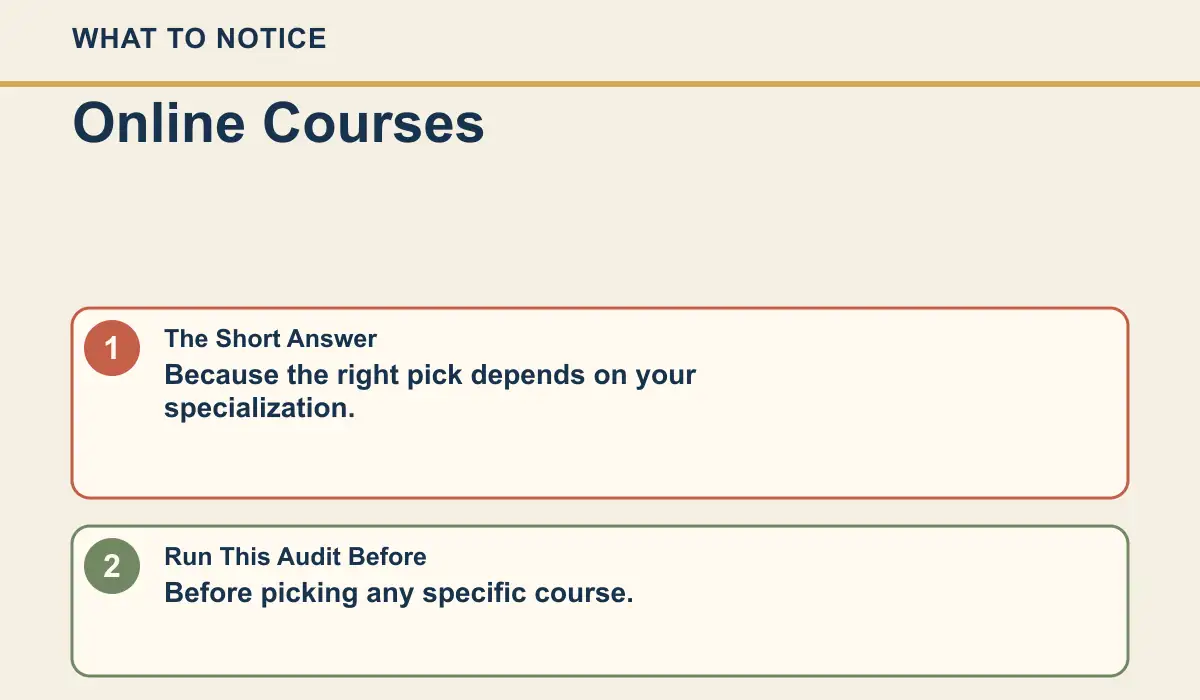 WHAT TO NOTICE
Online Courses
1
The Short Answer
Because the right pick depends on your
specialization.
2
Run This Audit Before
Before picking any specific course.